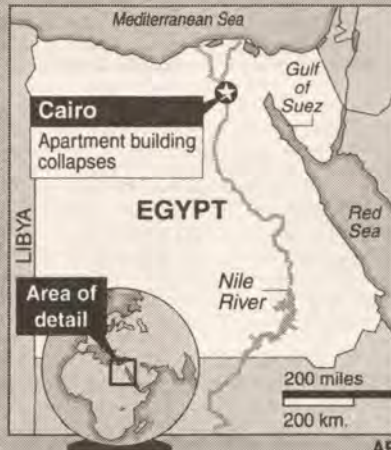 Mediterranean Sea
Gulf
of
Suez
Cairo
Apartment building
collapses
EGYPT
Red
Sea
LIBYA
Nile
River
Area of
detail
200 miles
200 km.